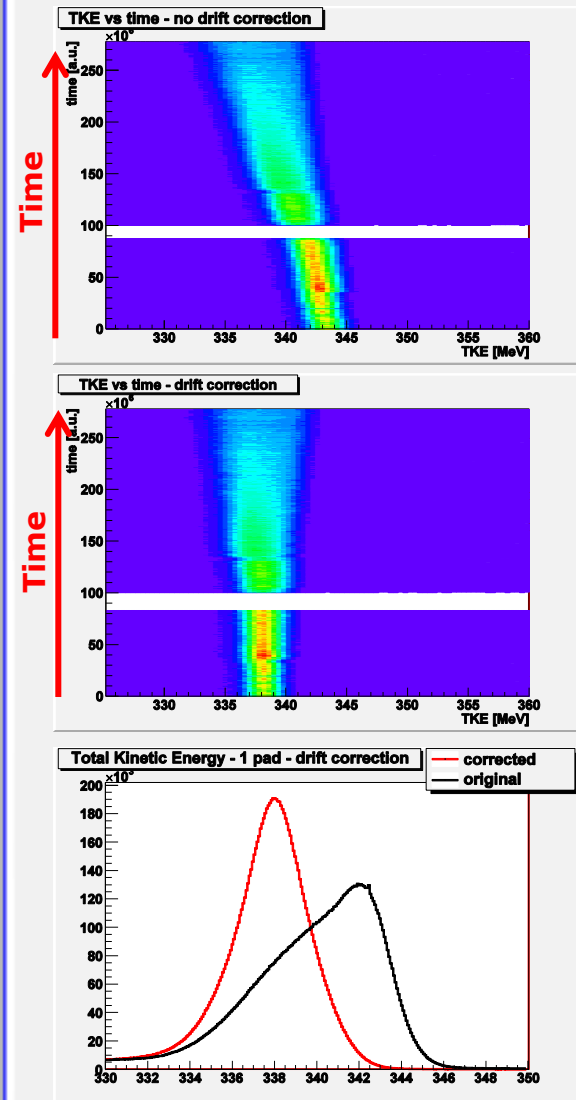 TKE vs time - no drift correction
×10⁶
time [a.u.]
Time
250
200
150
100
50
0
330 335 340 345 350 355 360
TKE [MeV]
TKE vs time - drift correction
×10⁶
time [a.u.]
Time
250
200
150
100
50
0
330 335 340 345 350 355 360
TKE [MeV]
Total Kinetic Energy - 1 pad - drift correction
corrected
original
200
180
160
140
120
100
80
60
40
20
0
330 332 334 336 338 340 342 344 346 348 350